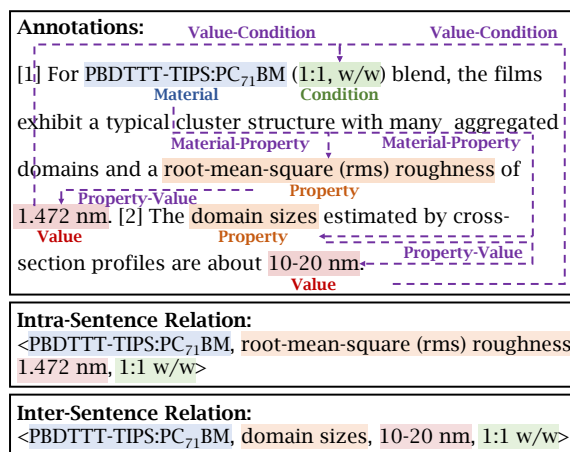 Annotations:
Value-Condition
Value-Condition
[1] For PBDTTT-TIPS:PC₇₁BM (1:1, w/w) blend, the films
Material
Condition
exhibit a typical cluster structure with many aggregated
Material-Property
Material-Property
domains and a root-mean-square (rms) roughness of
Property-Value
Property
1.472 nm. [2] The domain sizes estimated by cross-
Value
Property
Property-Value
section profiles are about 10-20 nm.
Value
Intra-Sentence Relation:
<PBDTTT-TIPS:PC₇₁BM, root-mean-square (rms) roughness
1.472 nm, 1:1 w/w>
Inter-Sentence Relation:
<PBDTTT-TIPS:PC₇₁BM, domain sizes, 10-20 nm, 1:1 w/w>